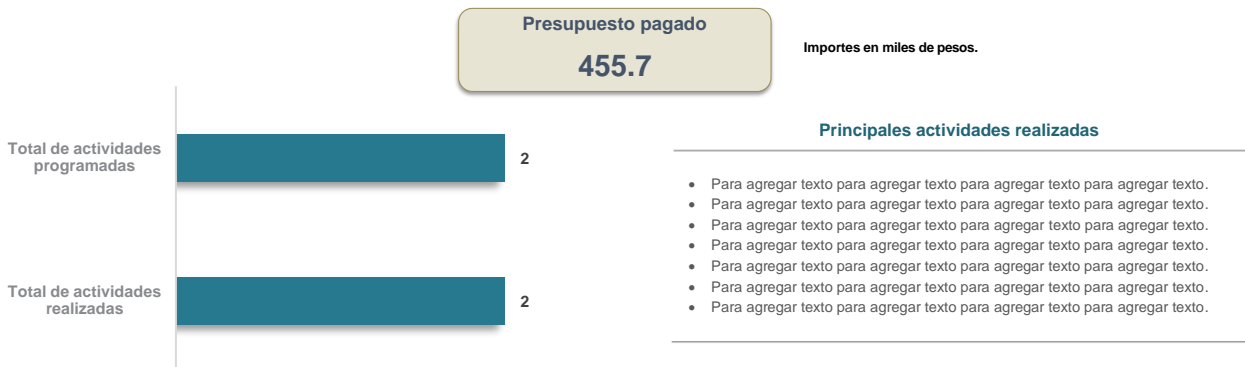 Presupuesto pagado
455.7
Importes en miles de pesos.
Total de actividades
programadas
2
Total de actividades
realizadas
2
Principales actividades realizadas
• Para agregar texto para agregar texto para agregar texto para agregar texto.
• Para agregar texto para agregar texto para agregar texto para agregar texto.
• Para agregar texto para agregar texto para agregar texto para agregar texto.
• Para agregar texto para agregar texto para agregar texto para agregar texto.
• Para agregar texto para agregar texto para agregar texto para agregar texto.
• Para agregar texto para agregar texto para agregar texto para agregar texto.
• Para agregar texto para agregar texto para agregar texto para agregar texto.